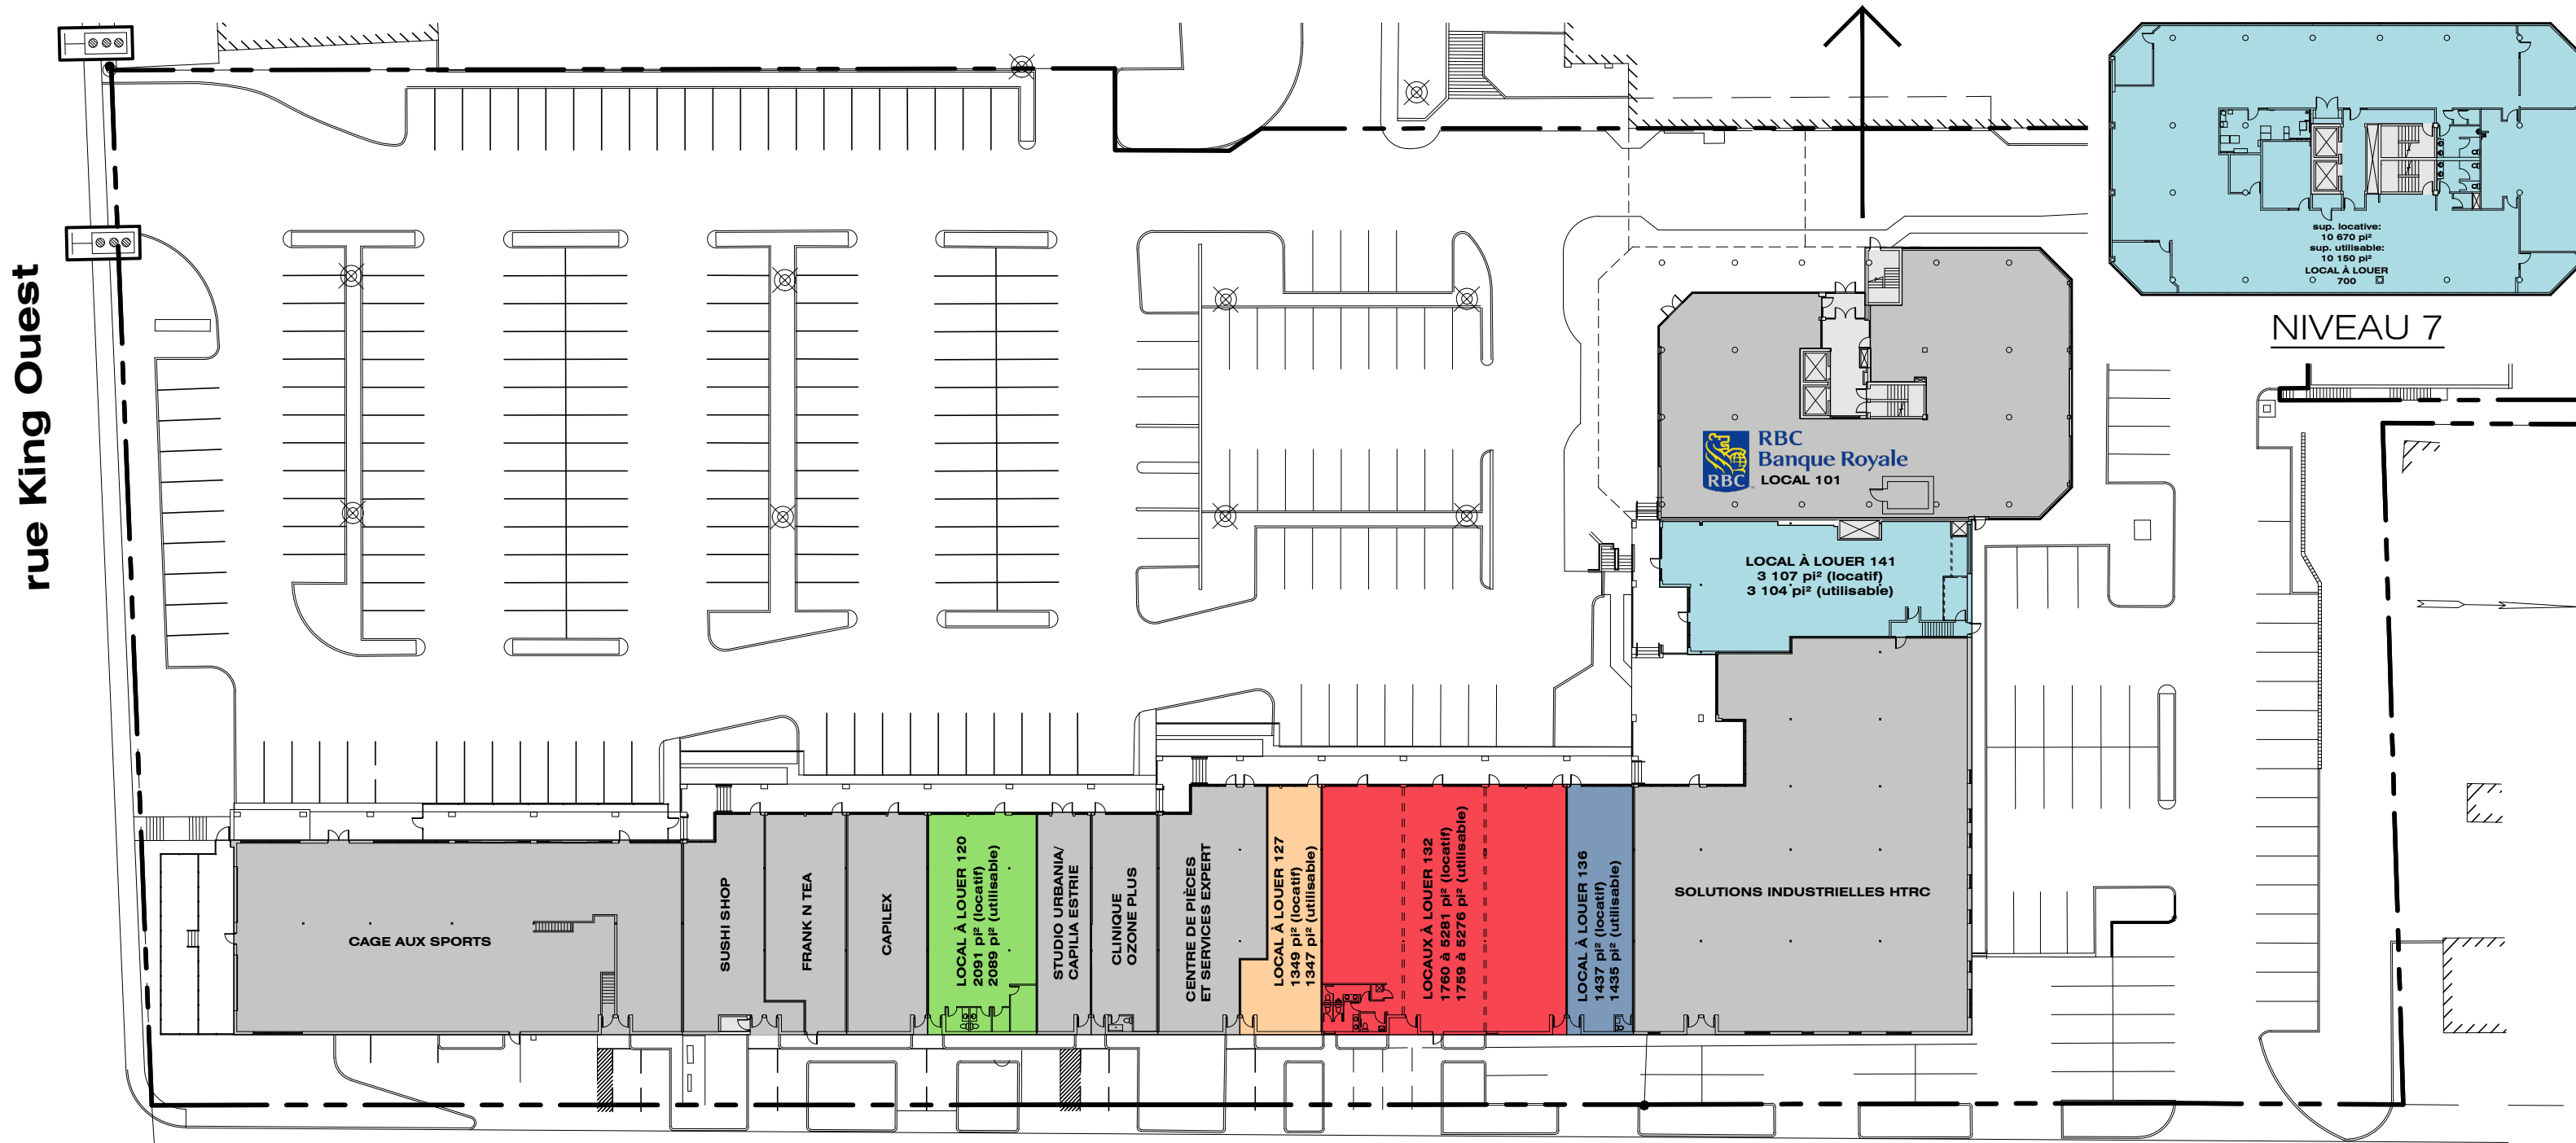 rue King Ouest
sup. locative:
10 670 pi²
sup. utilisable:
10 150 pi²
LOCAL À LOUER
700
NIVEAU 7
RBC
RBC
Banque Royale
LOCAL 101
LOCAL À LOUER 141
3 107 pi² (locatif)
3 104 pi² (utilisable)
CAGE AUX SPORTS
SUSHI SHOP
FRANK N TEA
CAPILEX
LOCAL À LOUER 120
2091 pi² (locatif)
2089 pi² (utilisable)
STUDIO URBANIA/
CAPILIA ESTRIE
CLINIQUE
OZONE PLUS
CENTRE DE PIÈCES
ET SERVICES EXPERT
LOCAL À LOUER 127
1349 pi² (locatif)
1347 pi² (utilisable)
LOCAUX À LOUER 132
1760 à 5281 pi² (locatif)
1759 à 5276 pi² (utilisable)
LOCAL À LOUER 136
1437 pi² (locatif)
1435 pi² (utilisable)
SOLUTIONS INDUSTRIELLES HTRC